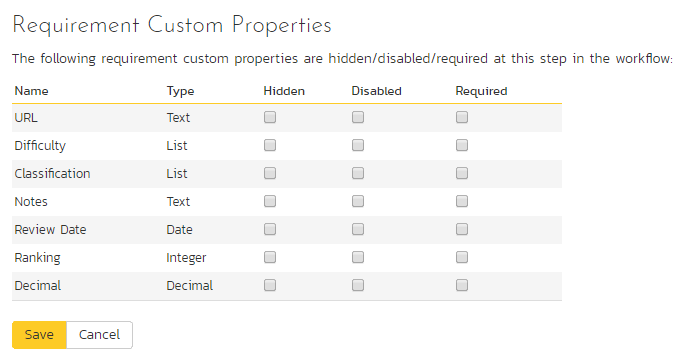 Requirement Custom Properties
The following requirement custom properties are hidden/disabled/required at this step in the workflow:
Name Type Hidden Disabled Required
URL Text
Difficulty List
Classification List
Notes Text
Review Date Date
Ranking Integer
Decimal Decimal
Save Cancel